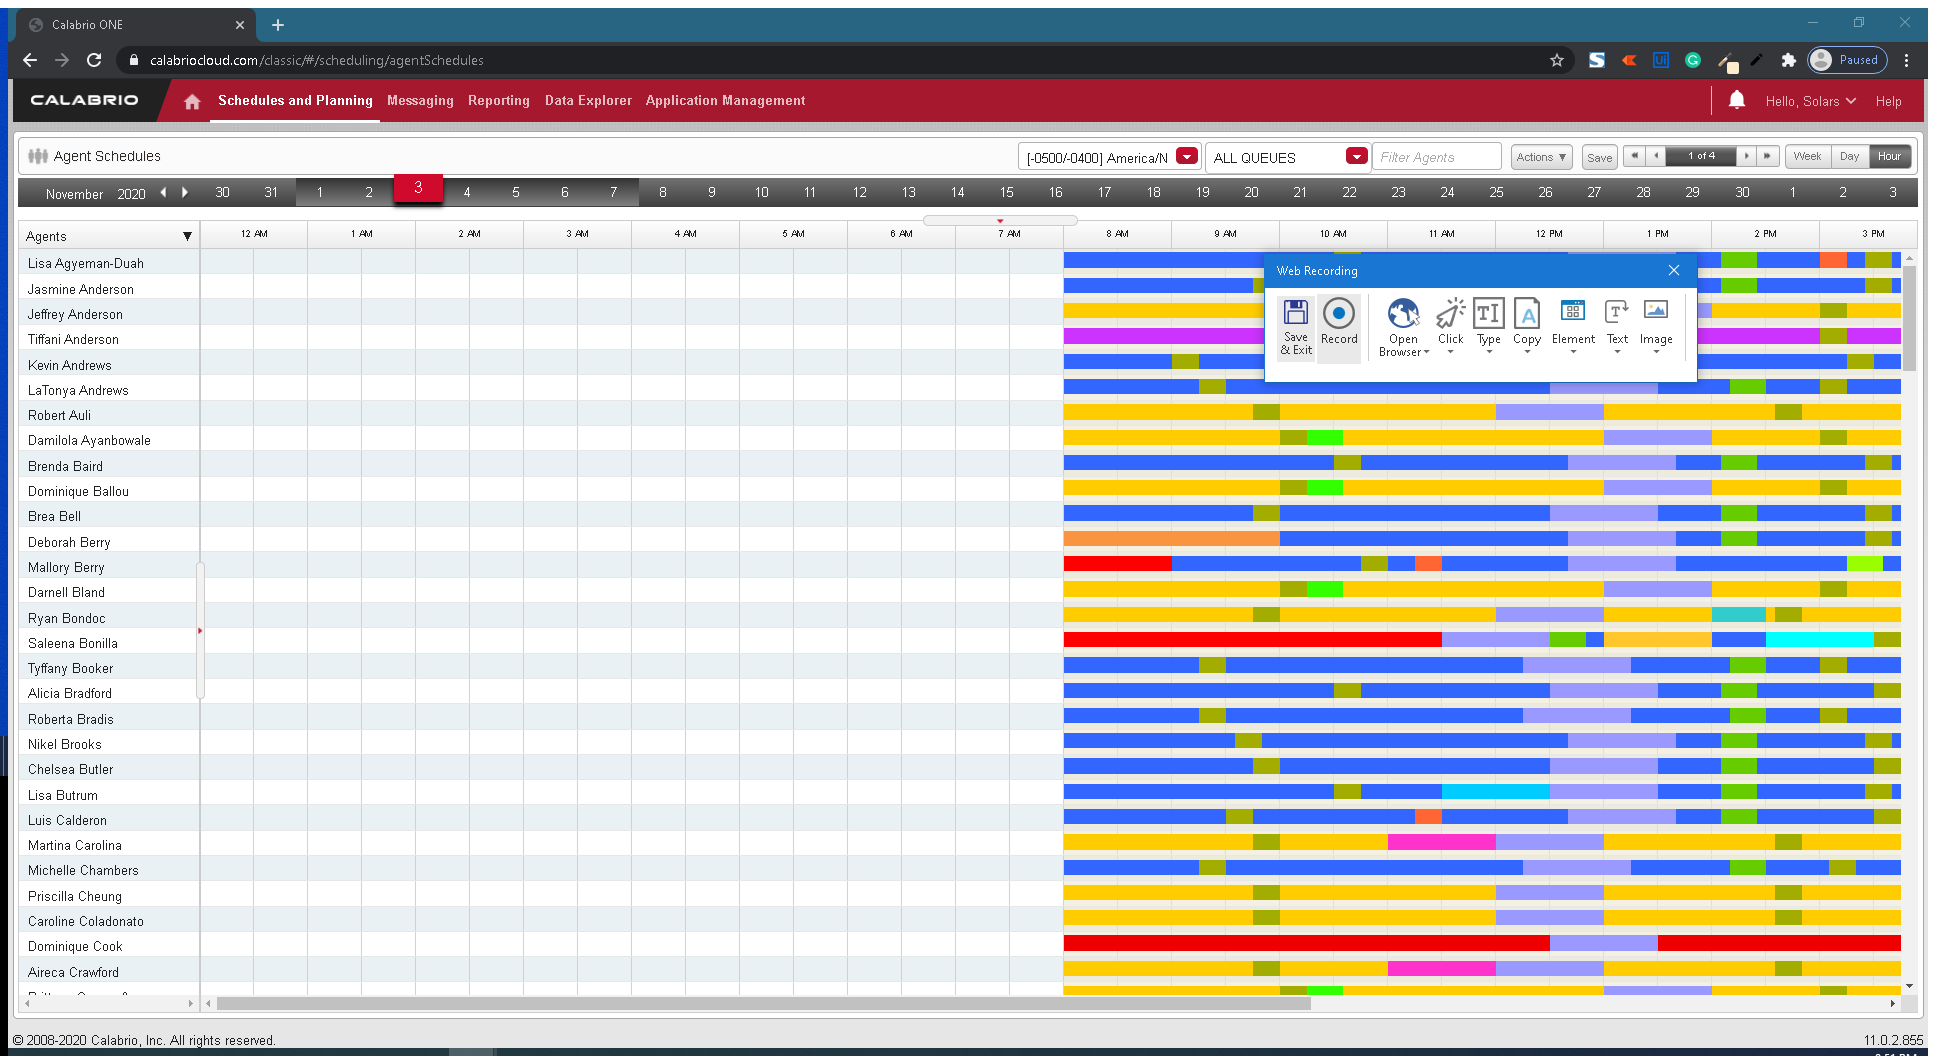 Calabrio ONE
calabriocloud.com/classic/#/scheduling/agentSchedules
Paused
CALABRIO
Schedules and Planning Messaging Reporting Data Explorer Application Management
Hello, Solars Help
Agent Schedules
[-0500/-0400] America/N ALL QUEUES Filter Agents Actions ▼ Save 1 of 4 Week Day Hour
November 2020 30 31 1 2 3 4 5 6 7 8 9 10 11 12 13 14 15 16 17 18 19 20 21 22 23 24 25 26 27 28 29 30 1 2 3
Agents 12 AM 1 AM 2 AM 3 AM 4 AM 5 AM 6 AM 7 AM 8 AM 9 AM 10 AM 11 AM 12 PM 1 PM 2 PM 3 PM
Lisa Agyeman-Duah
Jasmine Anderson
Jeffrey Anderson
Tiffani Anderson
Kevin Andrews
LaTonya Andrews
Robert Auli
Damilola Ayanbowale
Brenda Baird
Dominique Ballou
Brea Bell
Deborah Berry
Mallory Berry
Darnell Bland
Ryan Bondoc
Saleena Bonilla
Tyffany Booker
Alicia Bradford
Roberta Bradis
Nikel Brooks
Chelsea Butler
Lisa Butrum
Luis Calderon
Martina Carolina
Michelle Chambers
Priscilla Cheung
Caroline Coladonato
Dominique Cook
Aireca Crawford
Web Recording
Save & Exit
Record
Open Browser
Click
Type
Copy
Element
Text
Image
© 2008-2020 Calabrio, Inc. All rights reserved.
11.0.2.855